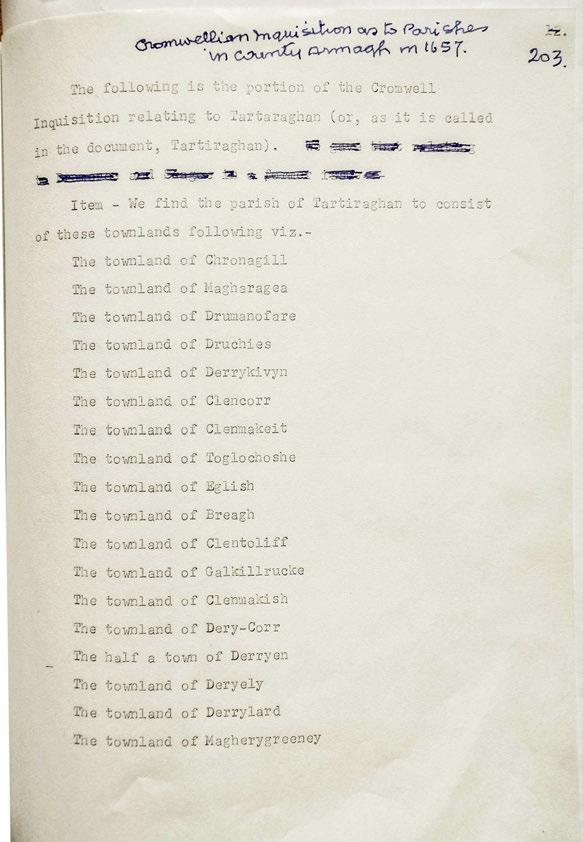 Cromwellian Inquisition as to Parishes
in County Armagh in 1657.
203.
The following is the portion of the Cromwell
Inquisition relating to Tartaraghan (or, as it is called
in the document, Tartiraghan).
Item - We find the parish of Tartiraghan to consist
of these townlands following viz.-
The townland of Chronagill
The townland of Magharagea
The townland of Drumanofare
The townland of Druchies
The townland of Derrykivyn
The townland of Clencorr
The townland of Clenmakeit
The townland of Toglochoshe
The townland of Eglish
The townland of Breagh
The townland of Clentoliff
The townland of Galkillrucke
The townland of Clenmakish
The townland of Dery-Corr
The half a town of Derryen
The townland of Deryely
The townland of Derrylard
The townland of Magherygreeney